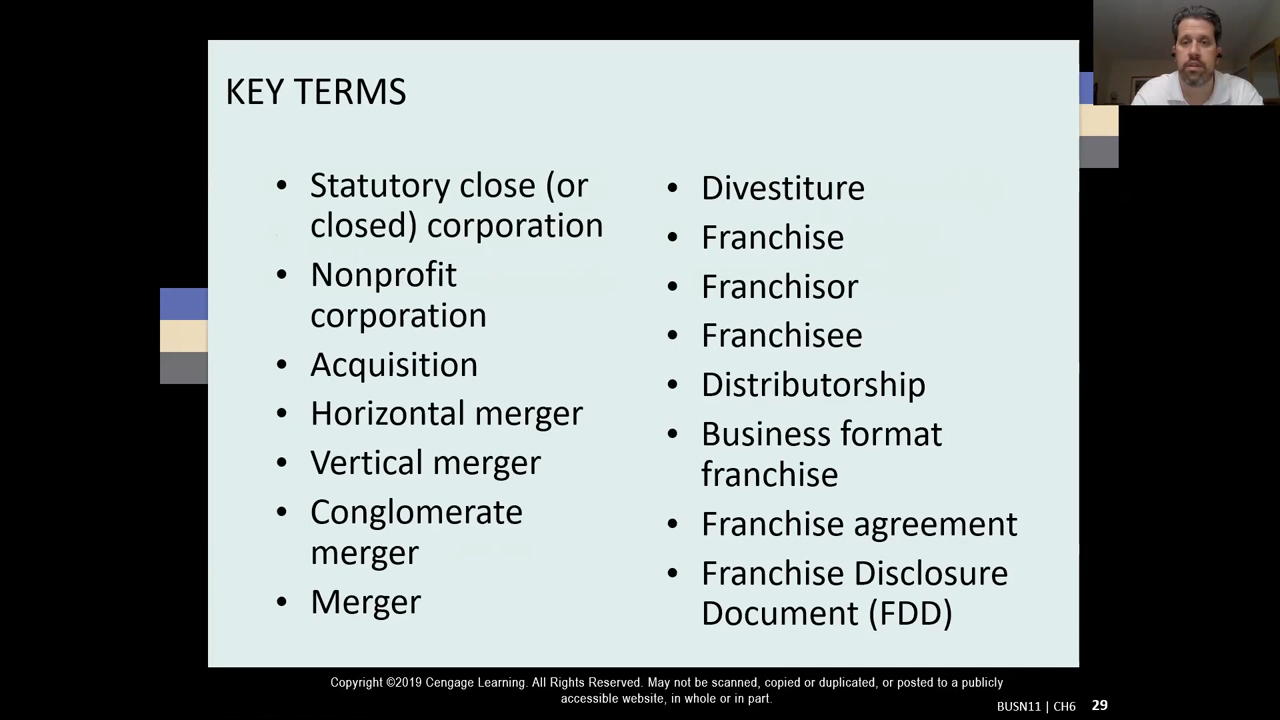 KEY TERMS
• Statutory close (or
closed) corporation
• Nonprofit
corporation
• Acquisition
• Horizontal merger
• Vertical merger
• Conglomerate
merger
• Merger
• Divestiture
• Franchise
• Franchisor
• Franchisee
• Distributorship
• Business format
franchise
• Franchise agreement
• Franchise Disclosure
Document (FDD)
Copyright ©2019 Cengage Learning. All Rights Reserved. May not be scanned, copied or duplicated, or posted to a publicly
accessible website, in whole or in part.
BUSN11 | CH6 29